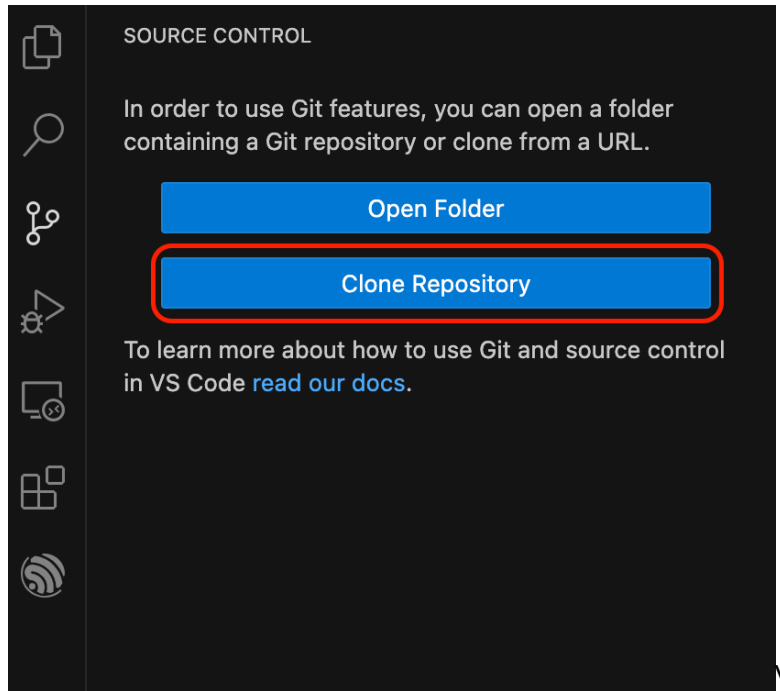 SOURCE CONTROL
In order to use Git features, you can open a folder
containing a Git repository or clone from a URL.
Open Folder
Clone Repository
To learn more about how to use Git and source control
in VS Code read our docs.